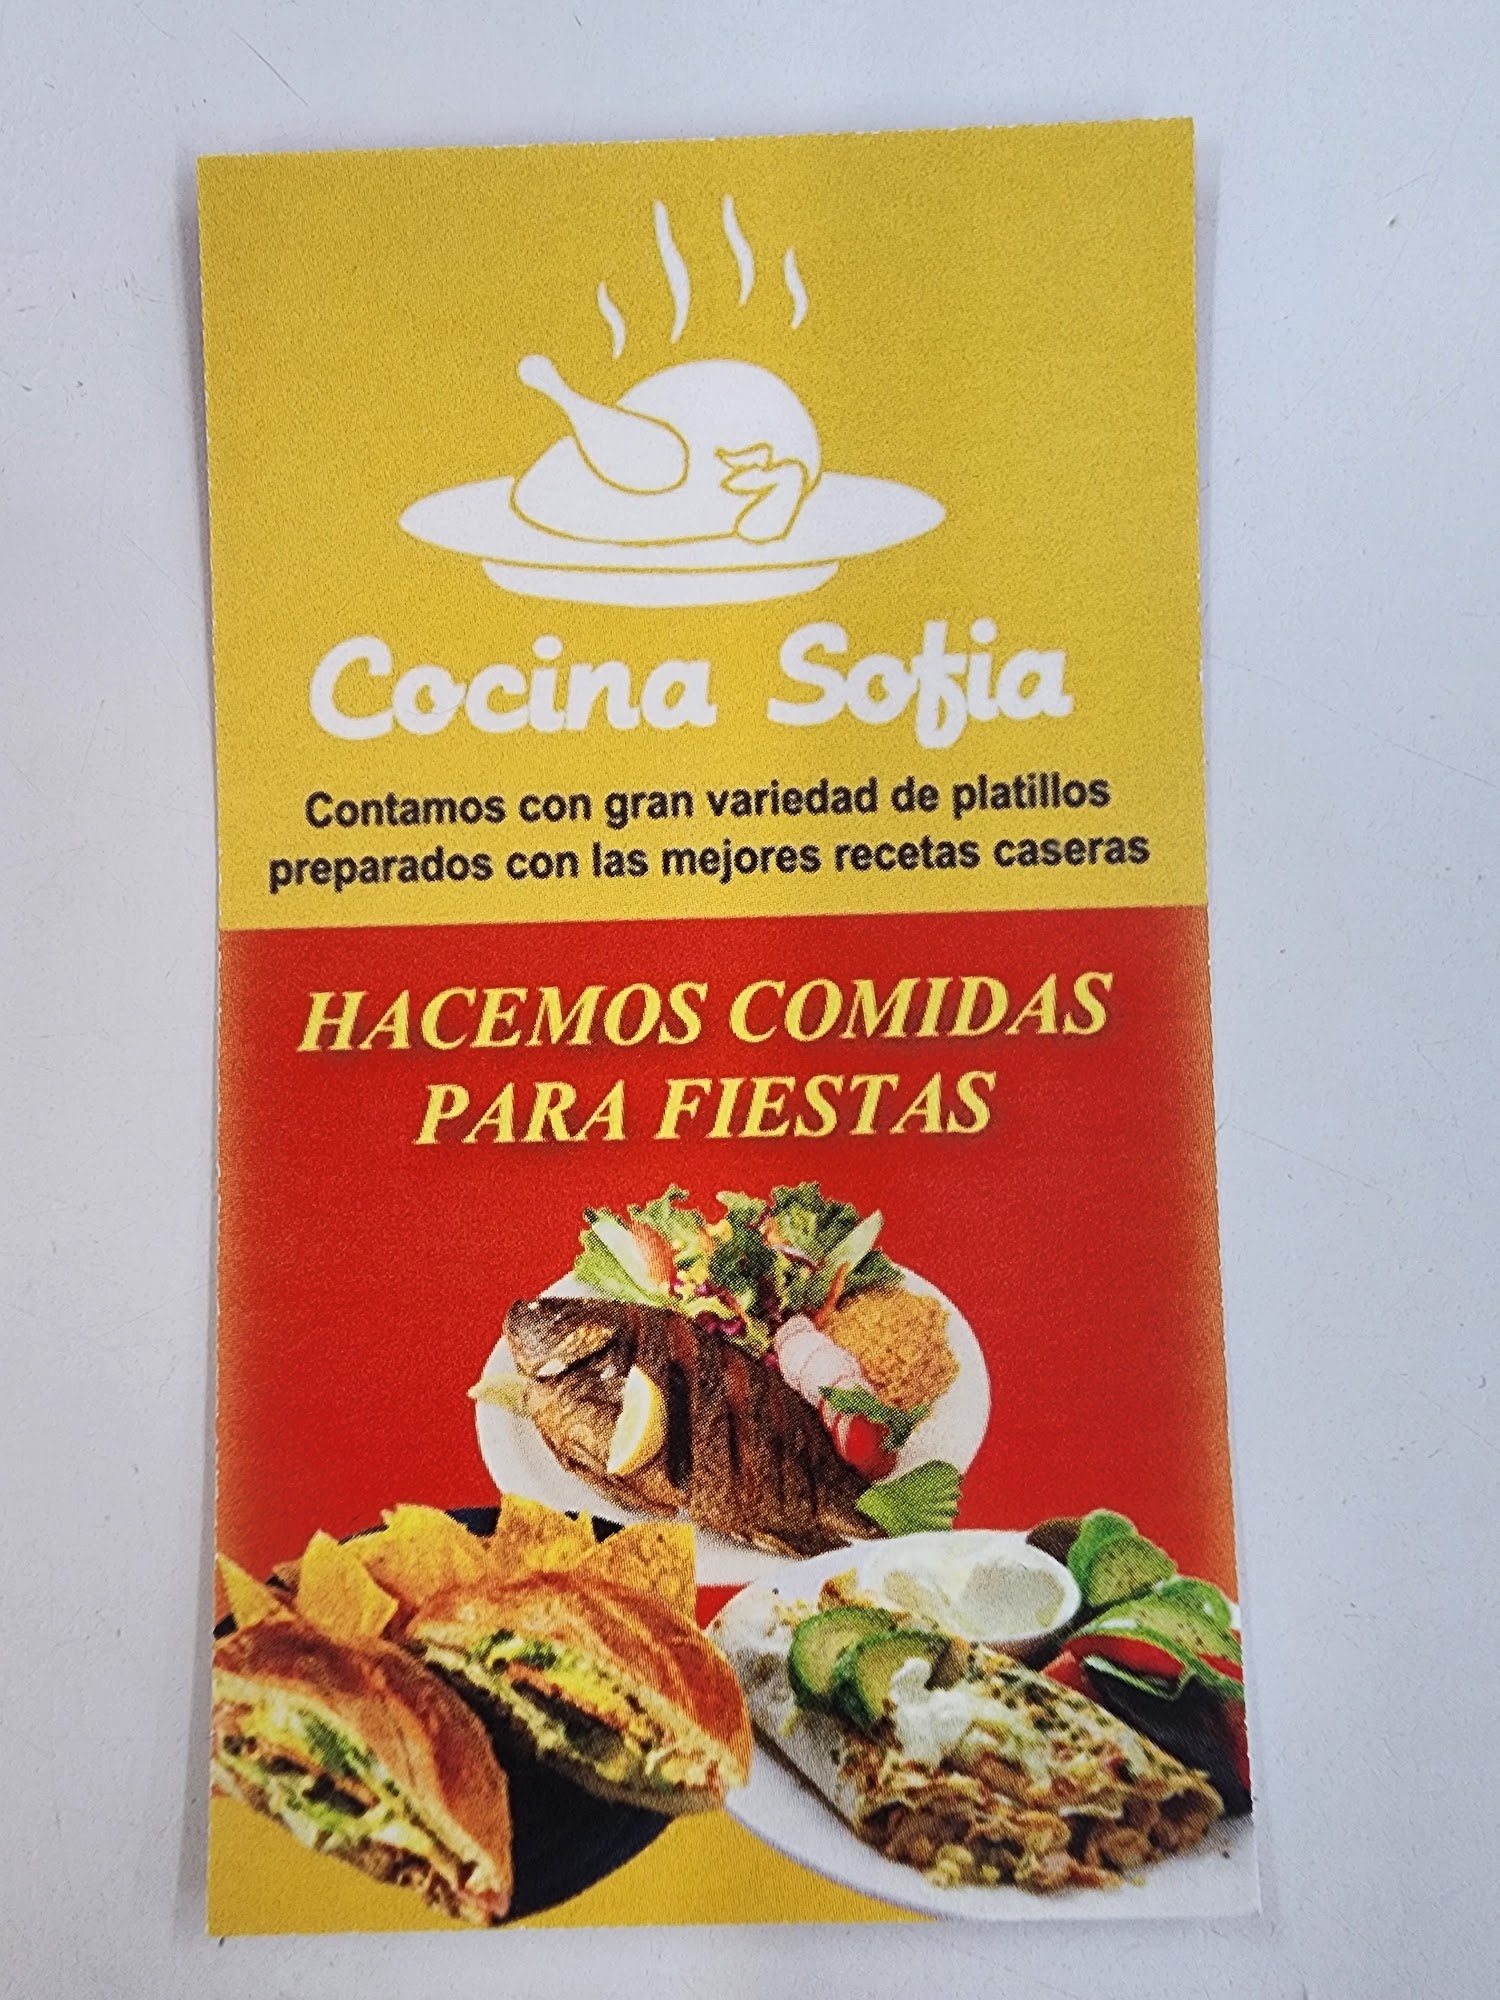 Cocina Sofia
Contamos con gran variedad de platillos
preparados con las mejores recetas caseras
HACEMOS COMIDAS
PARA FIESTAS